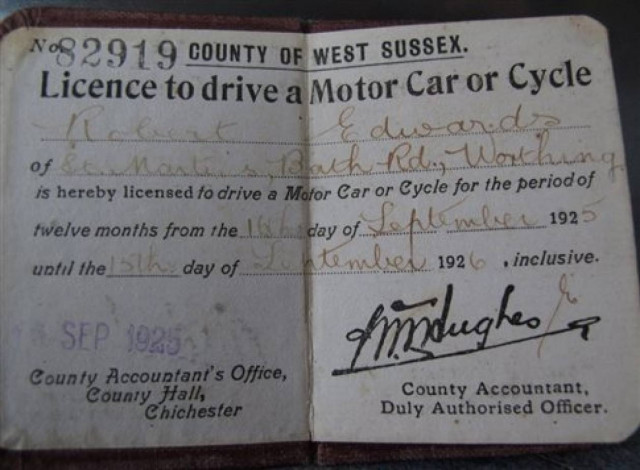 No. 82919 COUNTY OF WEST SUSSEX.
Licence to drive a Motor Car or Cycle
Robert Edwards
of St. Martins, Bath Rd., Worthing
is hereby licensed to drive a Motor Car or Cycle for the period of
twelve months from the 16th day of September 1925
until the 15th day of September 1926, inclusive.
SEP 1925
County Accountant's Office,
County Hall,
Chichester
Hughes
County Accountant,
Duly Authorised Officer.